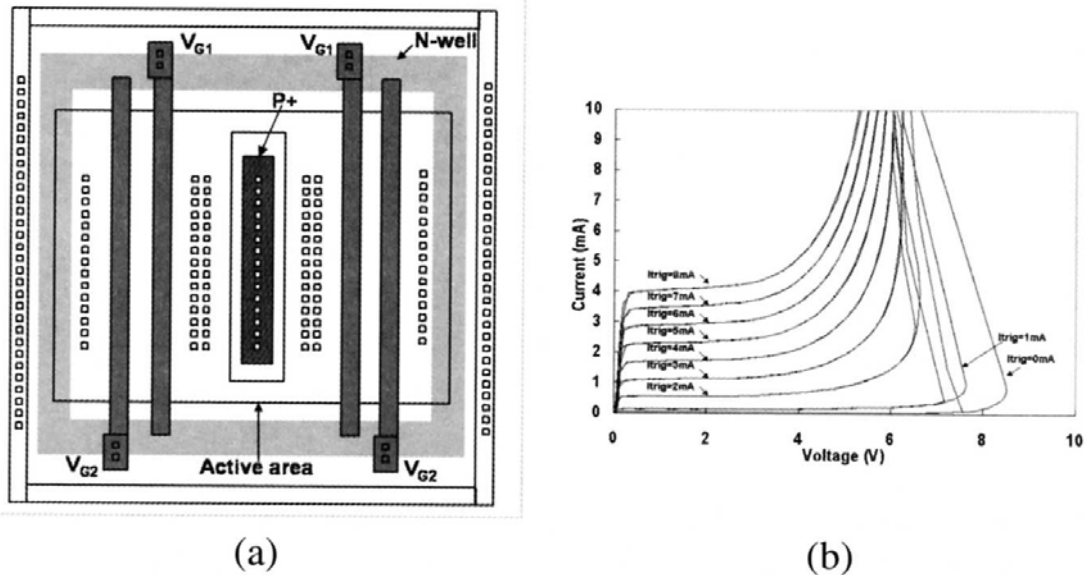 VG1
VG1
N-well
P+
VG2
Active area
VG2
(a)
10
9
8
7
6
5
4
3
2
1
0
Current (mA)
Itrig=8mA
Itrig=7mA
Itrig=6mA
Itrig=5mA
Itrig=4mA
Itrig=3mA
Itrig=2mA
Itrig=1mA
Itrig=0mA
0 2 4 6 8 10
Voltage (V)
(b)